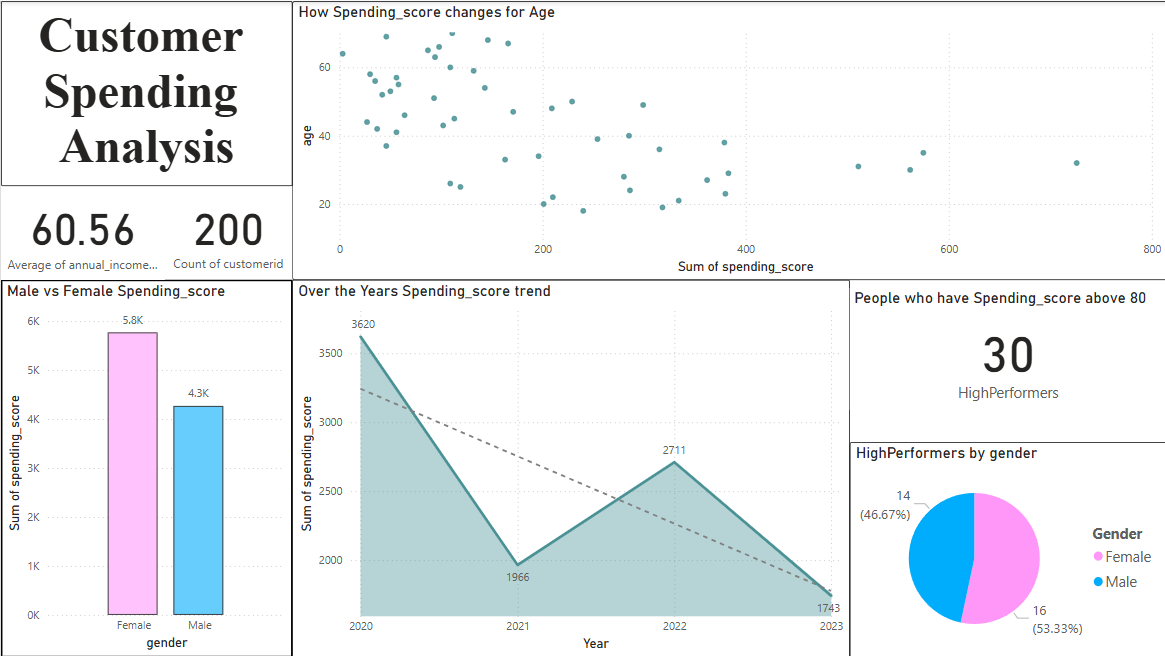 Customer
Spending
Analysis
60.56
Average of annual_income...
200
Count of customerid
How Spending_score changes for Age
age
60
40
20
0
200
400
600
800
Sum of spending_score
Male vs Female Spending_score
Sum of spending_score
6K
5K
4K
3K
2K
1K
0K
5.8K
4.3K
Female
Male
gender
Over the Years Spending_score trend
Sum of spending_score
3500
3000
2500
2000
3620
1966
2711
1743
2020
2021
2022
2023
Year
People who have Spending_score above 80
30
HighPerformers
HighPerformers by gender
14
(46.67%)
16
(53.33%)
Gender
Female
Male